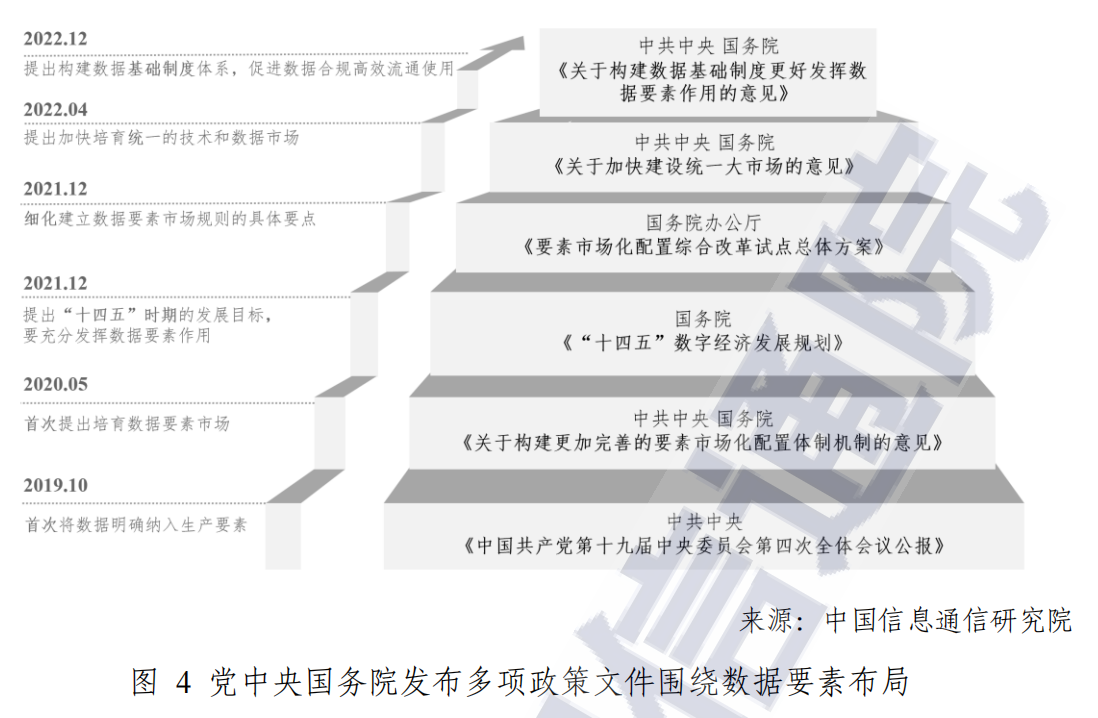 2022.12
提出构建数据基础制度体系，促进数据合规高效流通使用
中共中央 国务院
《关于构建数据基础制度更好发挥数
据要素作用的意见》
2022.04
提出加快培育统一的技术和数据市场
中共中央 国务院
《关于加快建设统一大市场的意见》
2021.12
细化建立数据要素市场规则的具体要点
国务院办公厅
《要素市场化配置综合改革试点总体方案》
2021.12
提出“十四五”时期的发展目标，
要充分发挥数据要素作用
国务院
《“十四五”数字经济发展规划》
2020.05
首次提出培育数据要素市场
中共中央 国务院
《关于构建更加完善的要素市场化配置体制机制的意见》
2019.10
首次将数据明确纳入生产要素
中共中央
《中国共产党第十九届中央委员会第四次全体会议公报》
来源：中国信息通信研究院
图 4 党中央国务院发布多项政策文件围绕数据要素布局
信通院